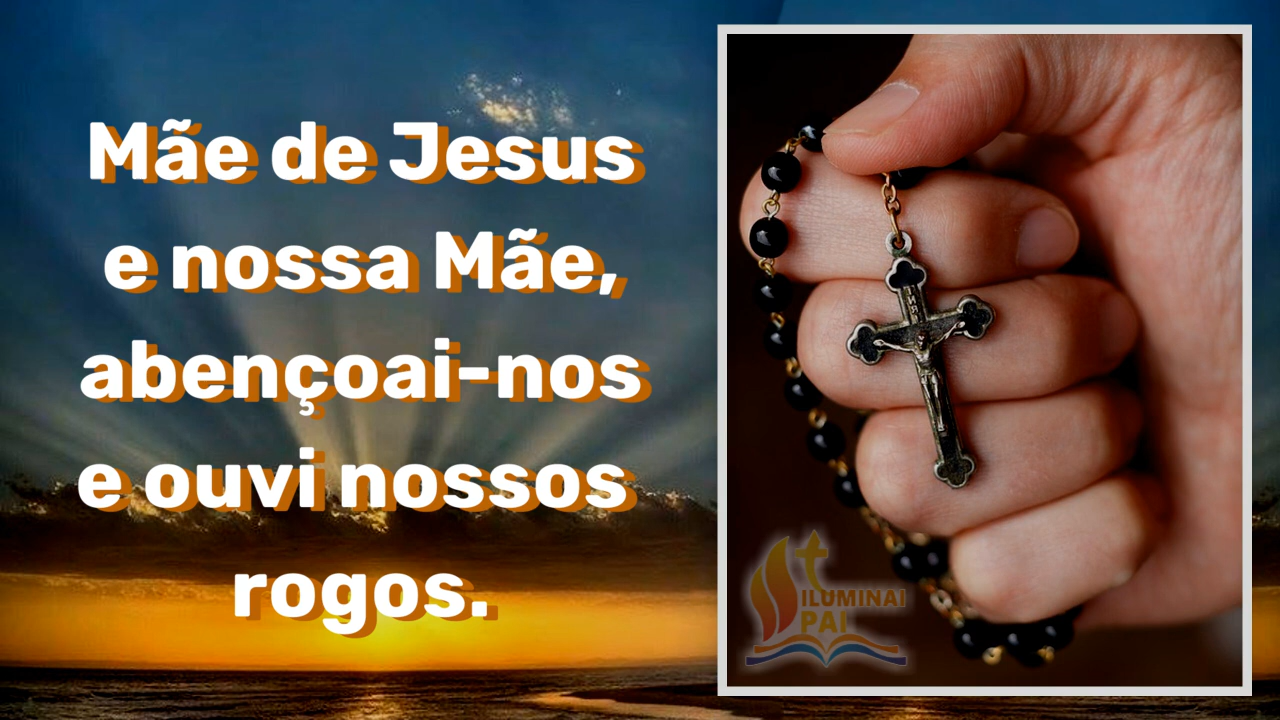 Mãe de Jesus
e nossa Mãe,
abençoai-nos
e ouvi nossos
rogos.
ILUMINAI
PAI